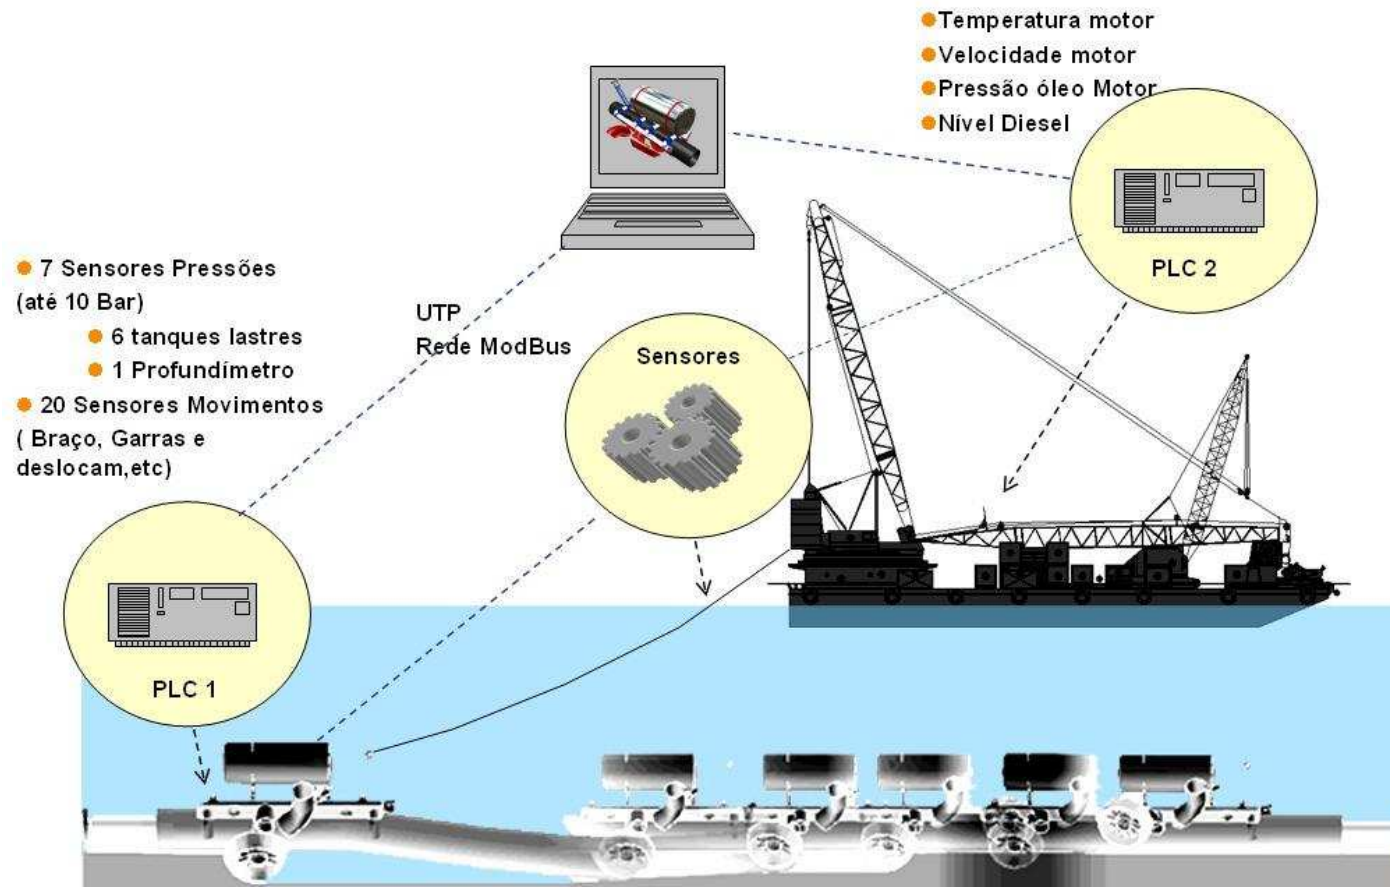 Temperatura motor
Velocidade motor
Pressão óleo Motor
Nível Diesel
PLC 2
7 Sensores Pressões
(até 10 Bar)
6 tanques lastres
1 Profundímetro
20 Sensores Movimentos
( Braço, Garras e
deslocam,etc)
UTP
Rede ModBus
Sensores
PLC 1